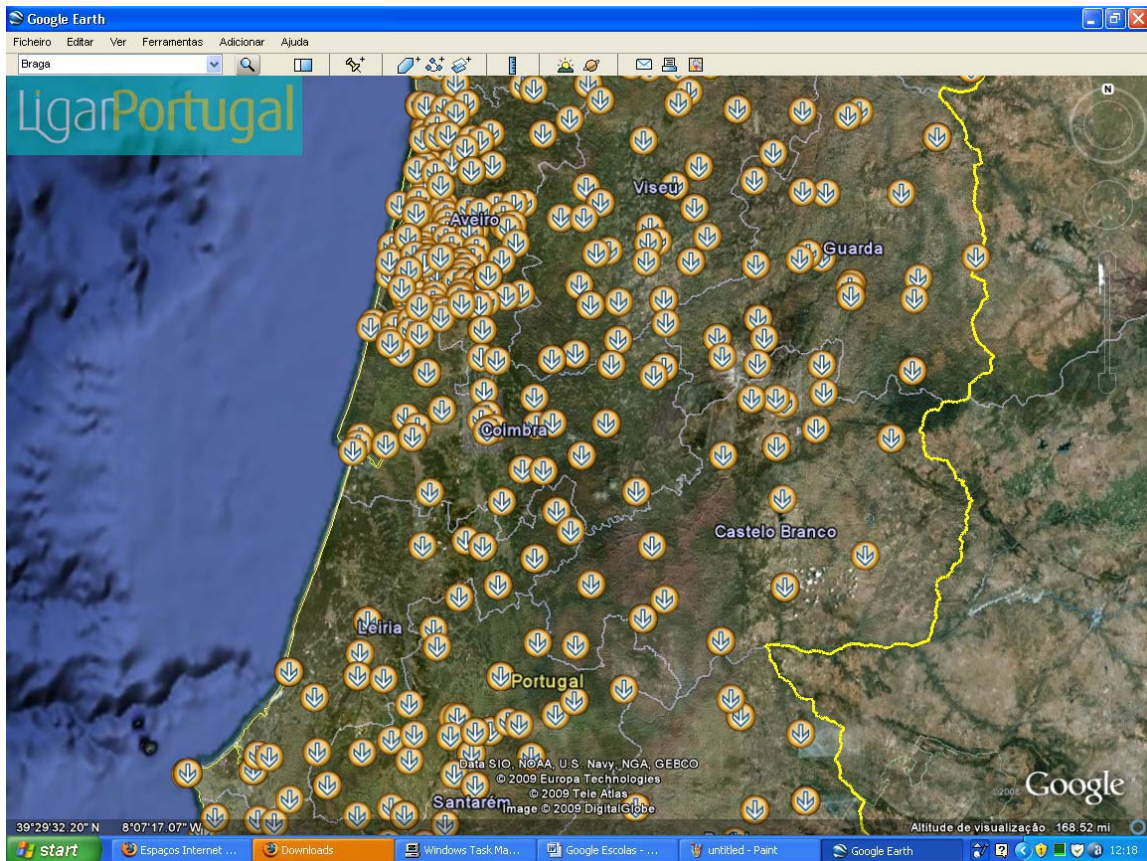 Google Earth
Ficheiro Editar Ver Ferramentas Adicionar Ajuda
Braga
LigarPortugal
N
Viseu
Aveiro
Guarda
Coimbra
Castelo Branco
Leiria
Portugal
Data SIO, NOAA, U.S. Navy, NGA, GEBCO
© 2009 Europa Technologies
© 2009 Tele Atlas
Santarém
Image © 2009 DigitalGlobe
Google
39°29'32.20" N 8°07'17.07" W
Altitude de visualização 168.52 mi
start Espaços Internet ... Downloads Windows Task Ma... Google Escolas - ... untitled - Paint Google Earth 12:18